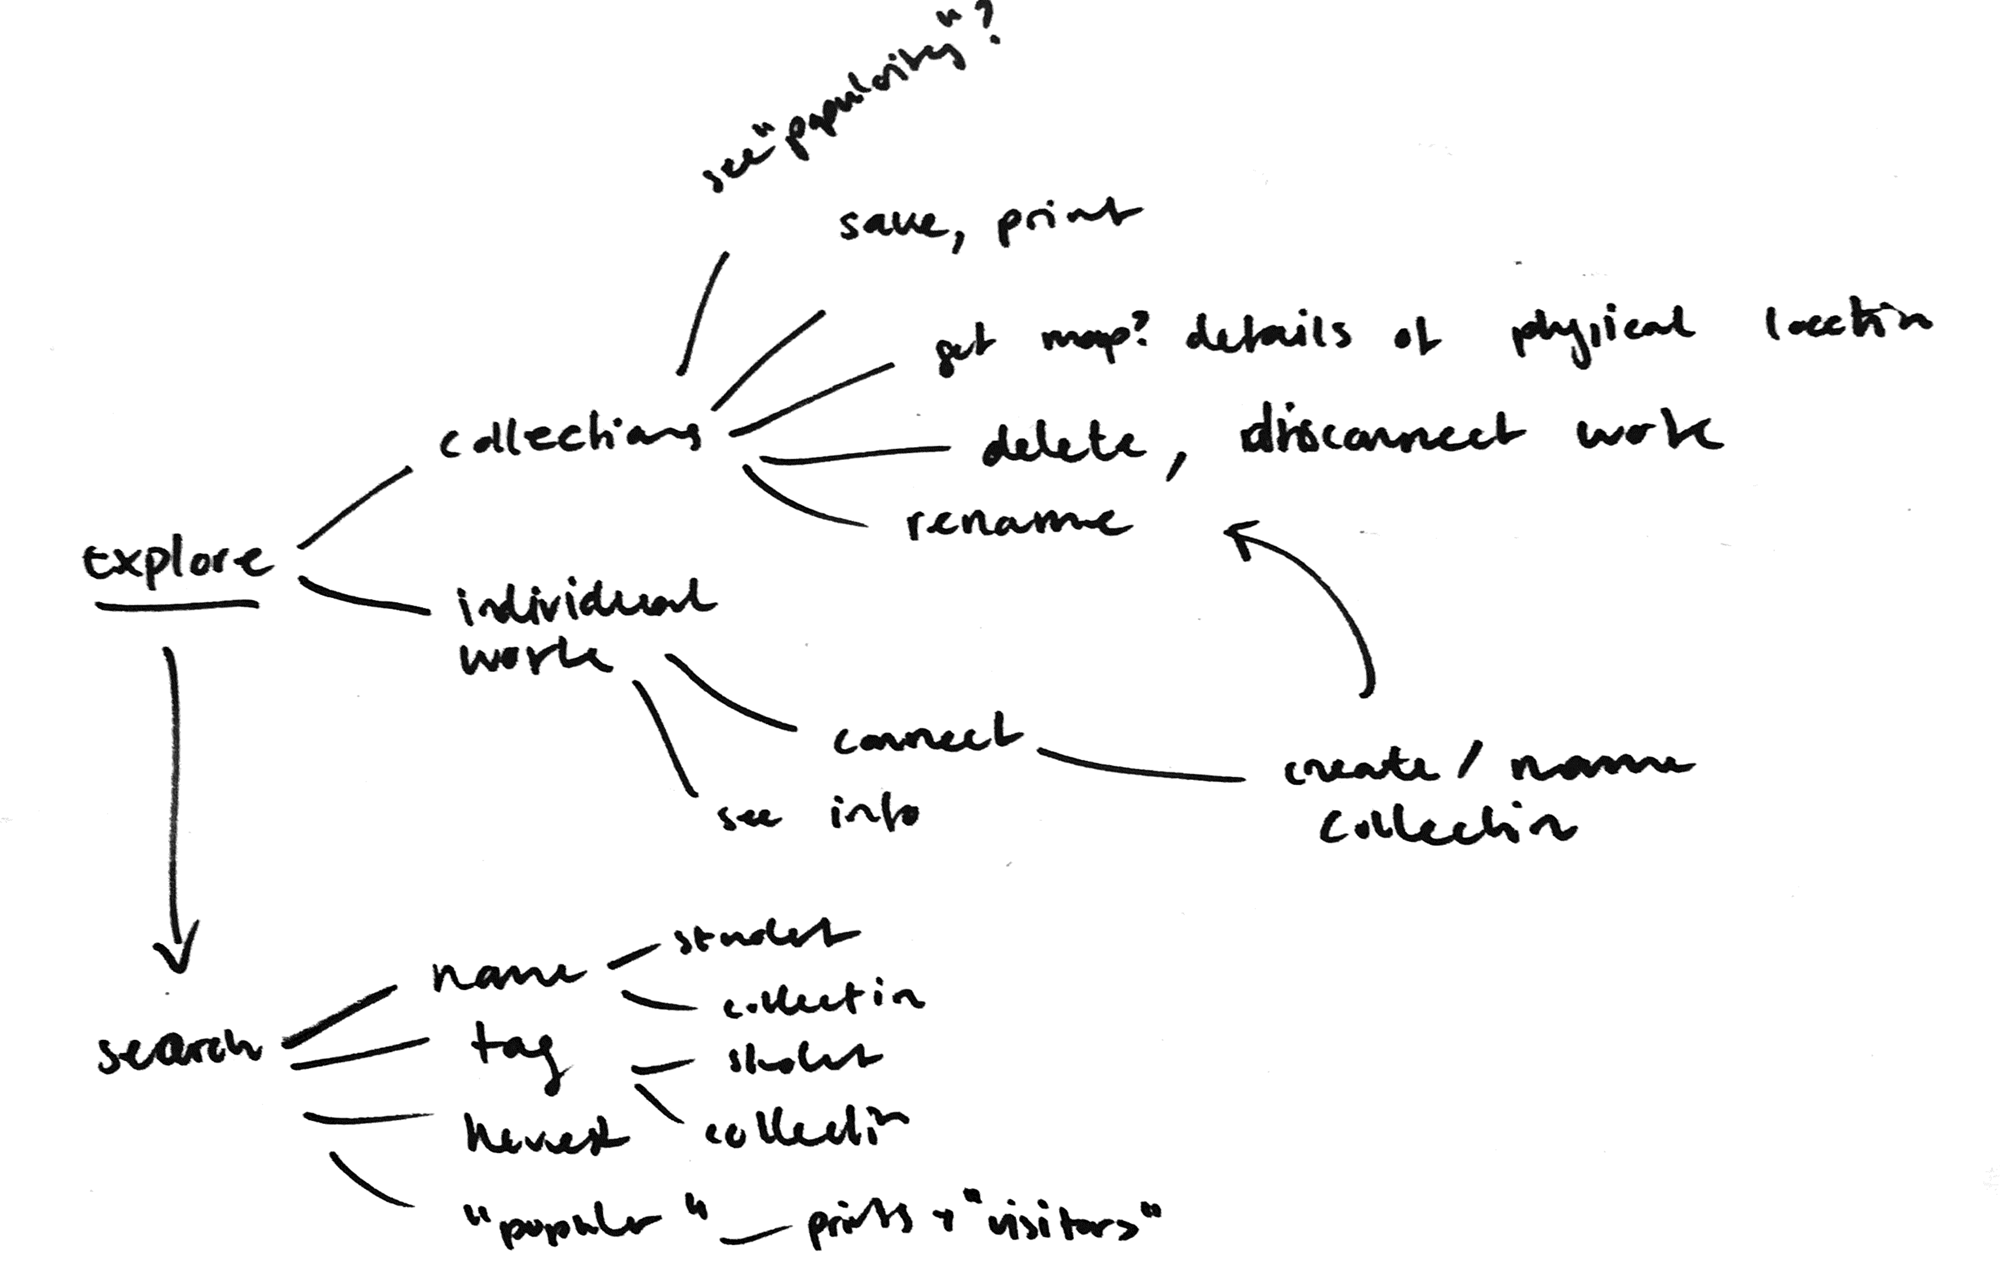 see "popularity"?
save, print
get map? details of physical location
collections
delete, disconnect work
rename
explore
individual
work
connect
see info
create / name
collection
name
student
collection
search
tag
student
collection
newest
"popular" — prints + "visitors"